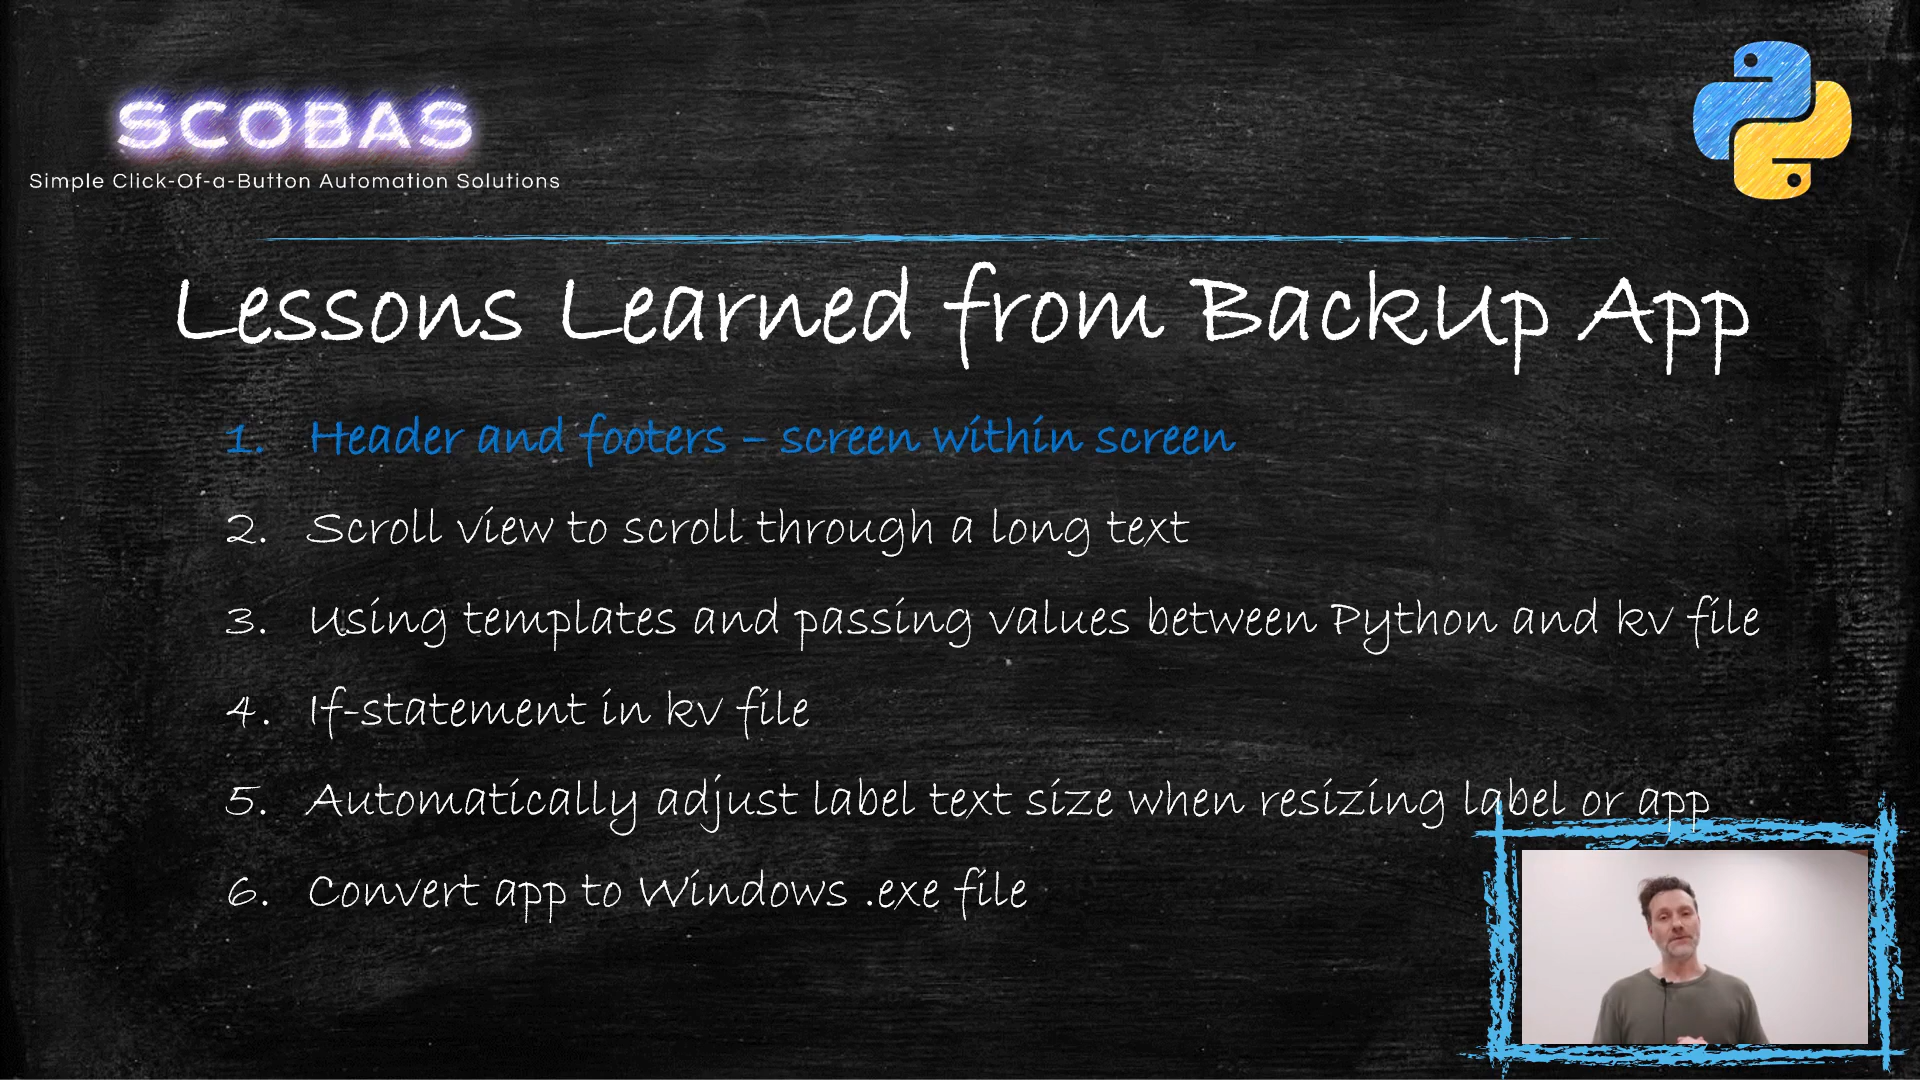 SCOBAS
Simple Click-Of-a-Button Automation Solutions
Lessons Learned from BackUp App
1. Header and footers – screen within screen
2. Scroll view to scroll through a long text
3. Using templates and passing values between Python and kv file
4. If-statement in kv file
5. Automatically adjust label text size when resizing label or app
6. Convert app to Windows .exe file